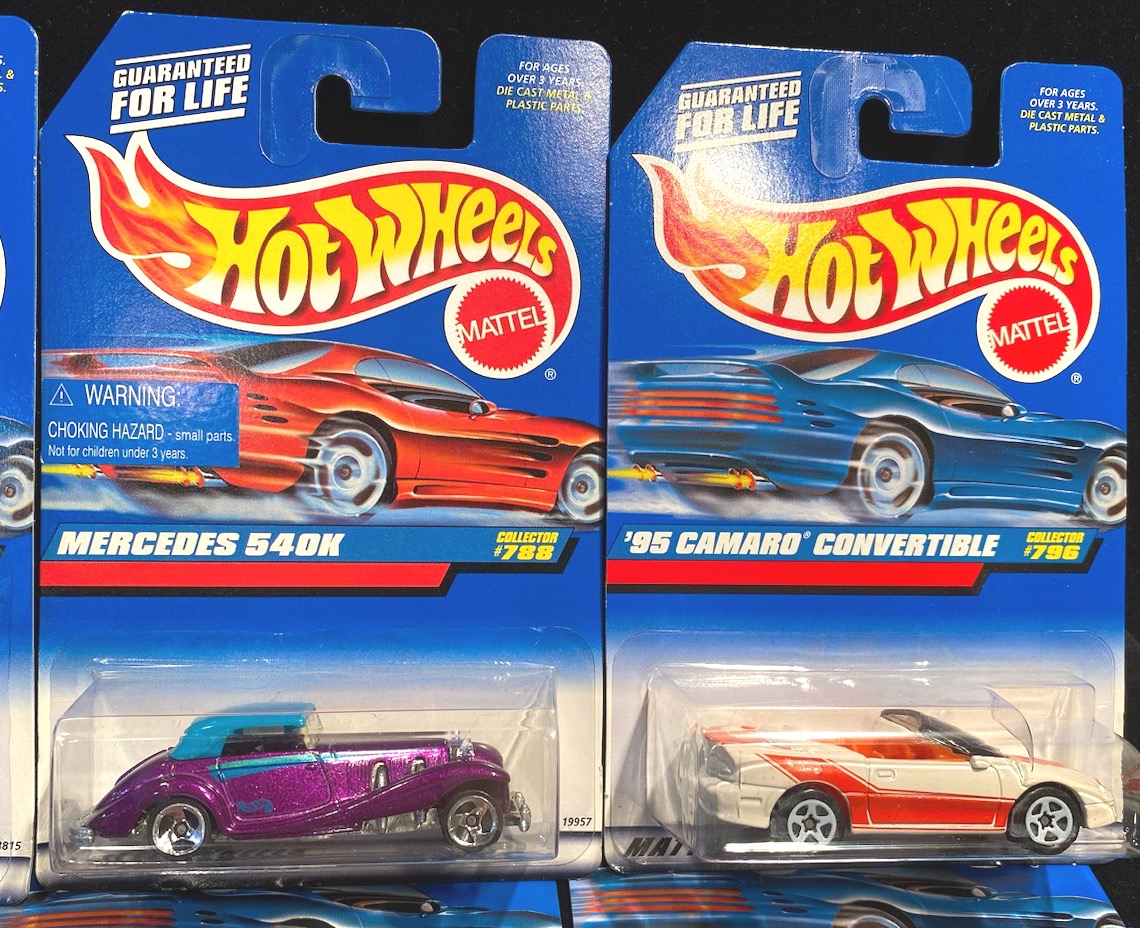 GUARANTEED
FOR LIFE
FOR AGES
OVER 3 YEARS.
DIE CAST METAL &
PLASTIC PARTS.
HOT WHEELS
MATTEL
®
⚠ WARNING:
CHOKING HAZARD - small parts.
Not for children under 3 years.
MERCEDES 540K
COLLECTOR
#788
19957
GUARANTEED
FOR LIFE
FOR AGES
OVER 3 YEARS.
DIE CAST METAL &
PLASTIC PARTS.
HOT WHEELS
MATTEL
®
'95 CAMARO® CONVERTIBLE
COLLECTOR
#796